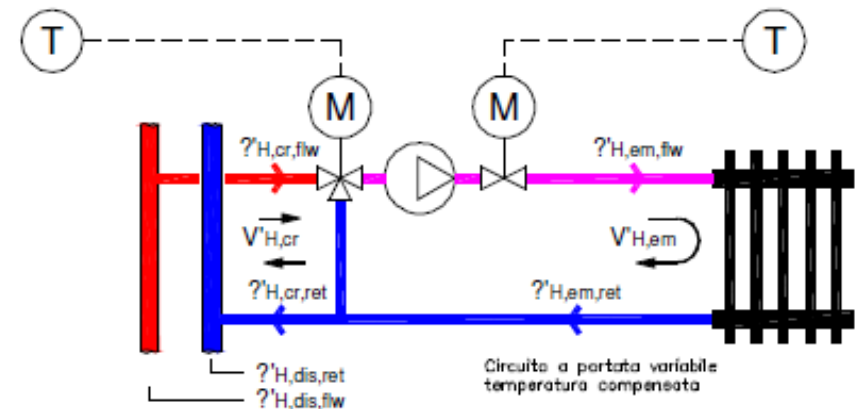 T
T
M
M
?'H,cr,flw
?'H,em,flw
V'H,cr
V'H,em
?'H,cr,ret
?'H,em,ret
?'H,dis,ret
?'H,dis,flw
Circuito a portata variabile
temperatura compensata